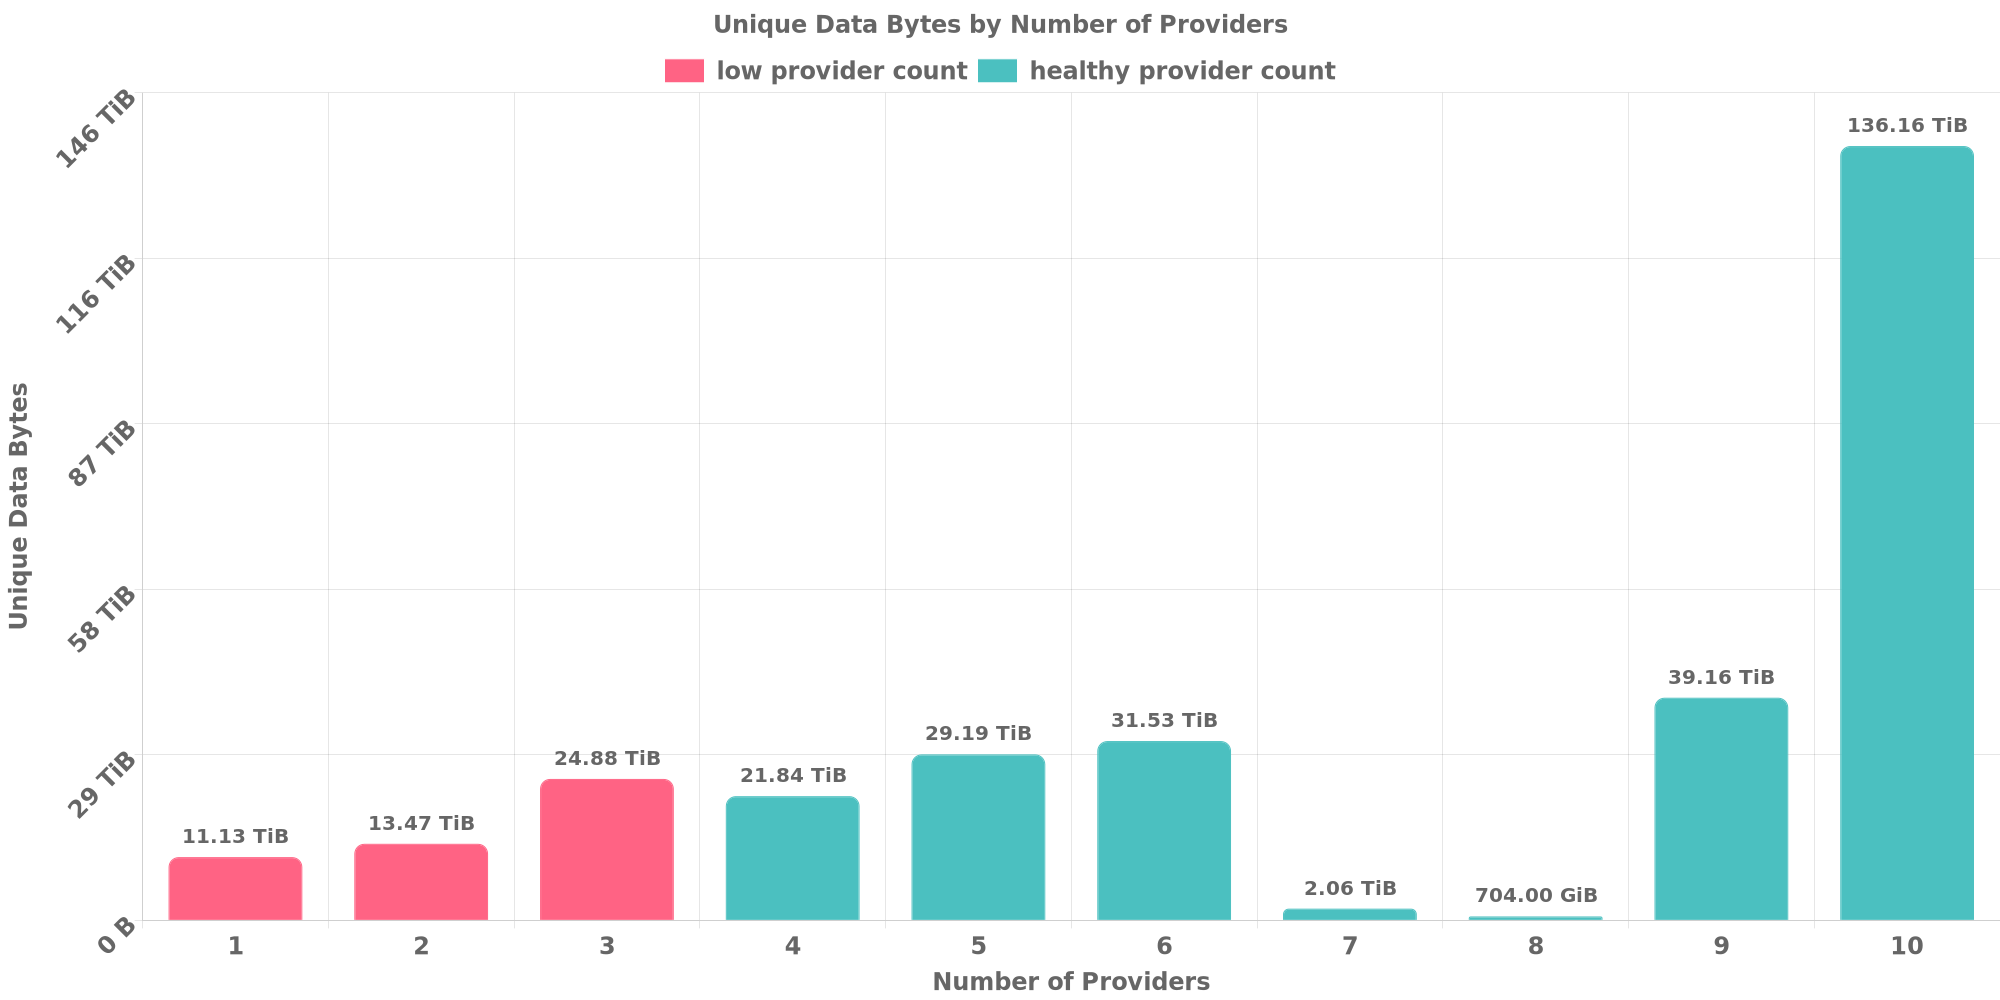 Unique Data Bytes by Number of Providers
low provider count healthy provider count
146 TiB
116 TiB
87 TiB
58 TiB
29 TiB
0 B
Unique Data Bytes
11.13 TiB
13.47 TiB
24.88 TiB
21.84 TiB
29.19 TiB
31.53 TiB
2.06 TiB
704.00 GiB
39.16 TiB
136.16 TiB
1 2 3 4 5 6 7 8 9 10
Number of Providers